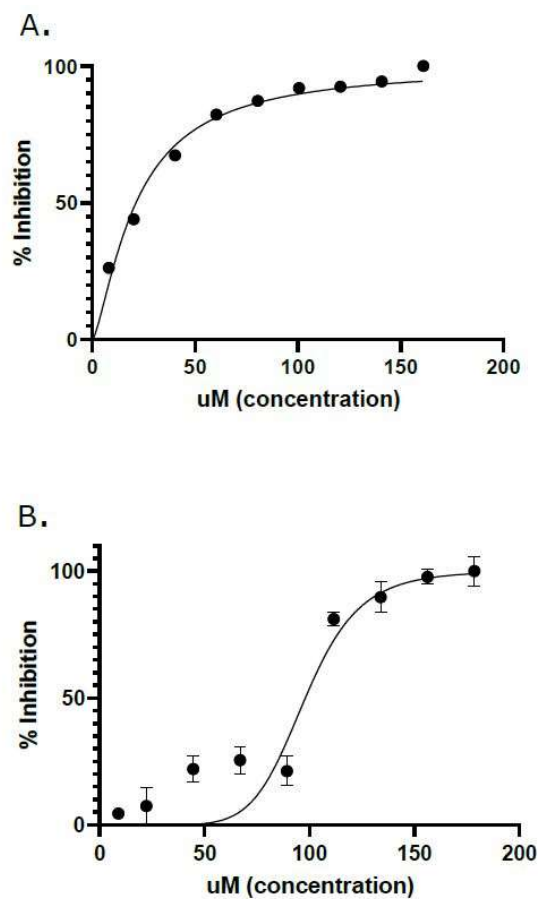 A.
100
50
0
% Inhibition
0 50 100 150 200
uM (concentration)
B.
100
50
0
% Inhibition
0 50 100 150 200
uM (concentration)